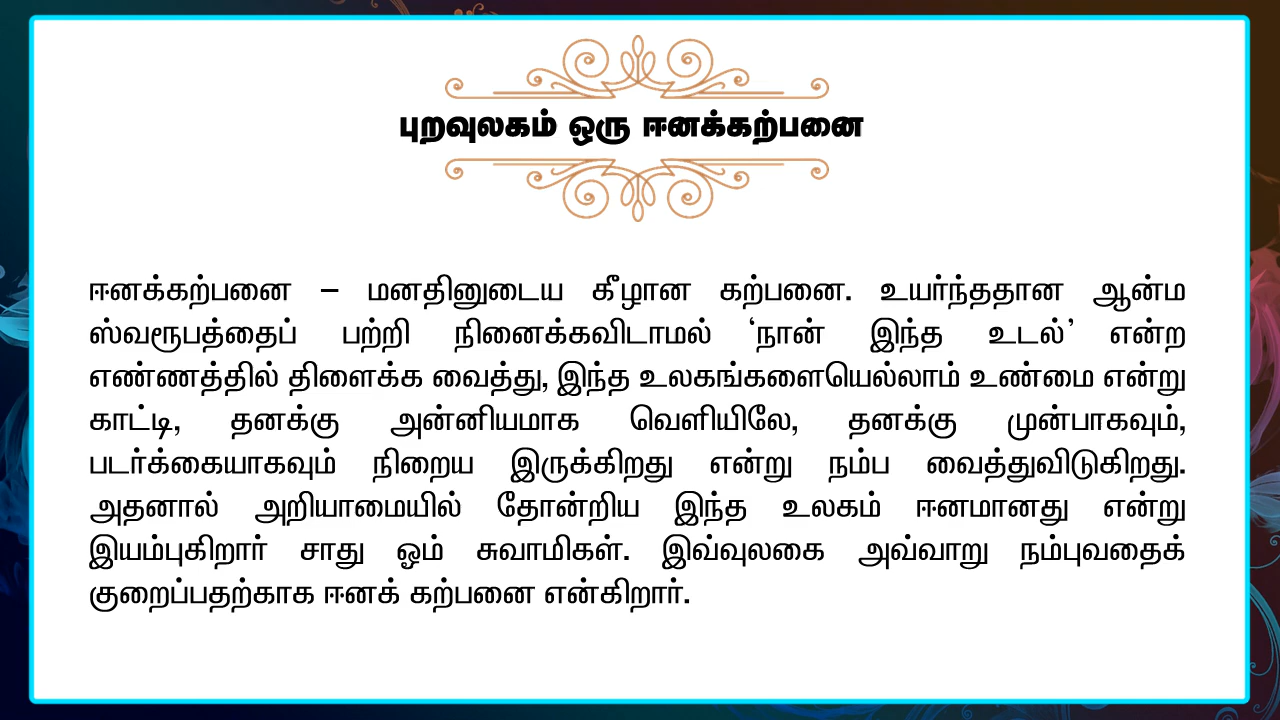 புறவுலகம் ஒரு ஈனக்கற்பனை
ஈனக்கற்பனை – மனதினுடைய கீழான கற்பனை. உயர்ந்ததான ஆன்ம
ஸ்வரூபத்தைப் பற்றி நினைக்கவிடாமல் ‘நான் இந்த உடல்’ என்ற
எண்ணத்தில் திளைக்க வைத்து, இந்த உலகங்களையெல்லாம் உண்மை என்று
காட்டி, தனக்கு அன்னியமாக வெளியிலே, தனக்கு முன்பாகவும்,
படர்க்கையாகவும் நிறைய இருக்கிறது என்று நம்ப வைத்துவிடுகிறது.
அதனால் அறியாமையில் தோன்றிய இந்த உலகம் ஈனமானது என்று
இயம்புகிறார் சாது ஓம் சுவாமிகள். இவ்வுலகை அவ்வாறு நம்புவதைக்
குறைப்பதற்காக ஈனக் கற்பனை என்கிறார்.